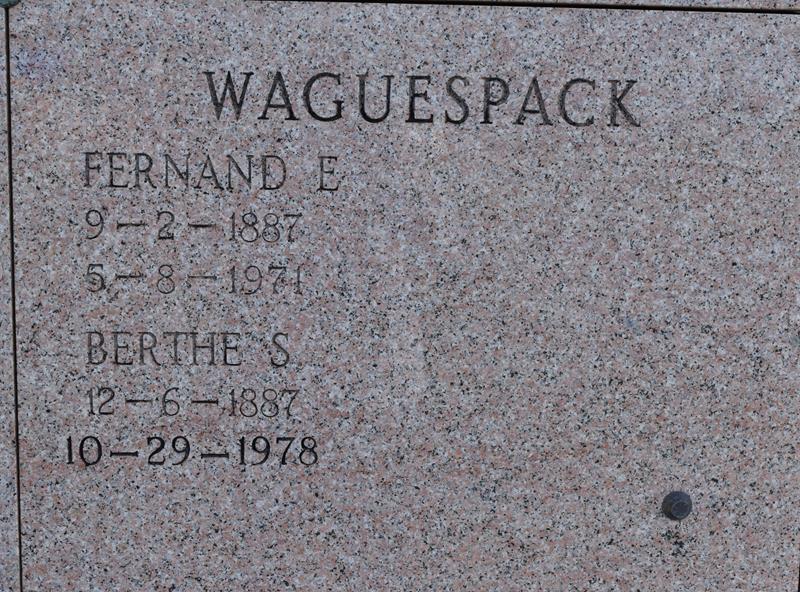 WAGUESPACK
FERNAND E
9-2-1887
5-8-1971
BERTHE S
12-6-1887
10-29-1978